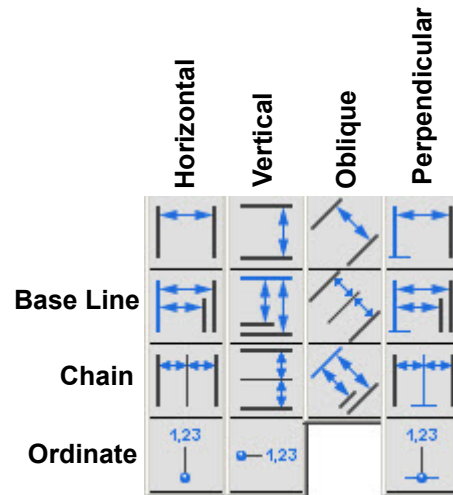 Horizontal
Vertical
Oblique
Perpendicular
Base Line
Chain
Ordinate
1,23
1,23
1,23